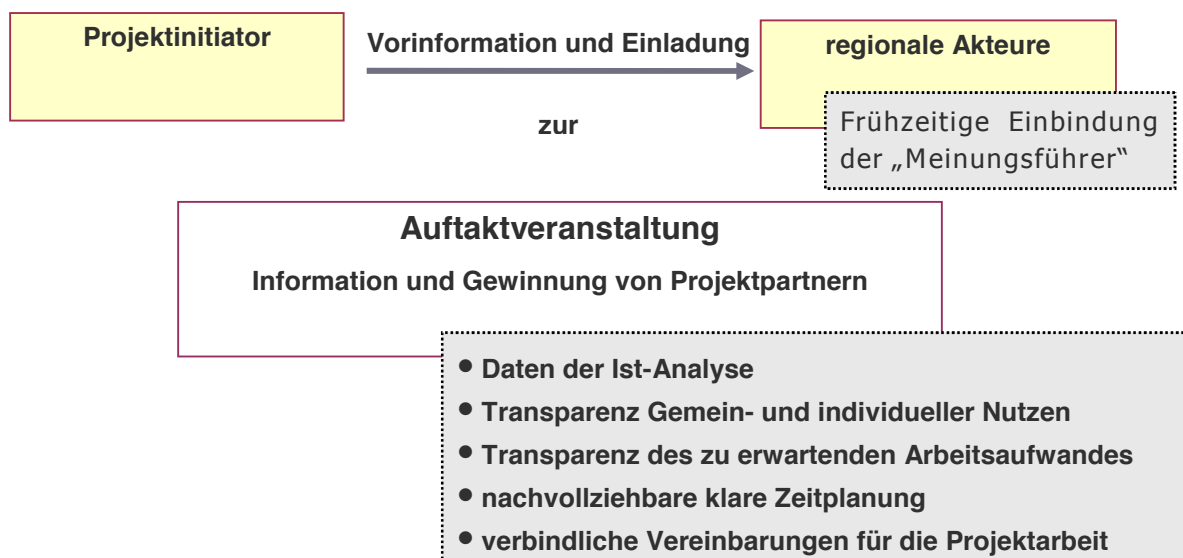 Projektinitiator
Vorinformation und Einladung
regionale Akteure
zur
Frühzeitige Einbindung
der „Meinungsführer“
Auftaktveranstaltung
Information und Gewinnung von Projektpartnern
• Daten der Ist-Analyse
• Transparenz Gemein- und individueller Nutzen
• Transparenz des zu erwartenden Arbeitsaufwandes
• nachvollziehbare klare Zeitplanung
• verbindliche Vereinbarungen für die Projektarbeit